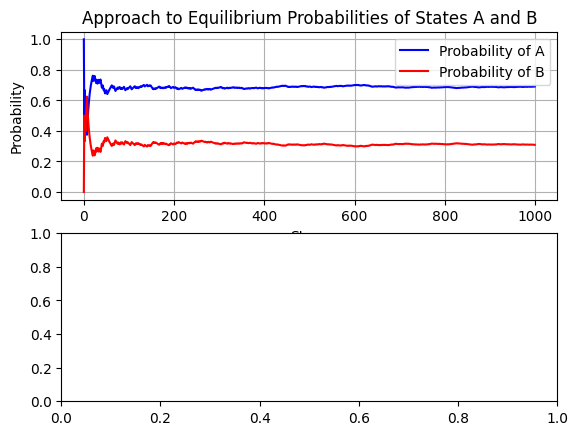 Approach to Equilibrium Probabilities of States A and B
1.0
0.8
0.6
0.4
0.2
0.0
Probability
Probability of A
Probability of B
0 200 400 600 800 1000
1.0
0.8
0.6
0.4
0.2
0.0
0.0 0.2 0.4 0.6 0.8 1.0